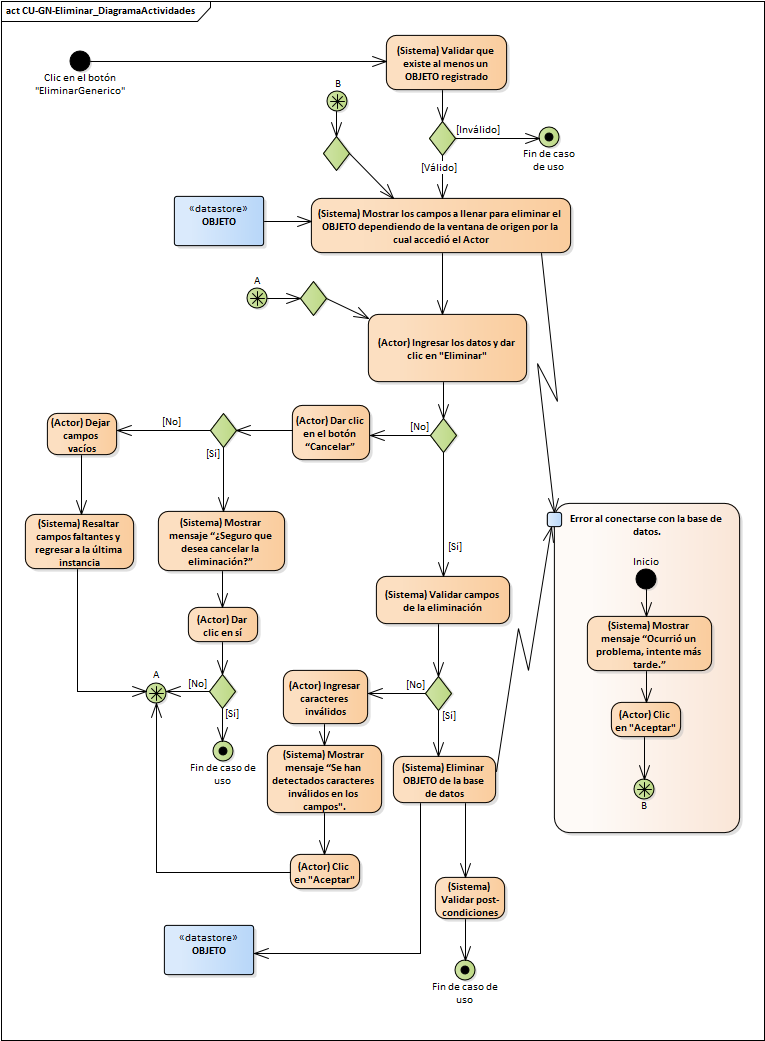 act CU-GN-Eliminar_DiagramaActividades
Clic en el botón
"EliminarGenerico"
(Sistema) Validar que
existe al menos un
OBJETO registrado
B
[Inválido]
Fin de caso
de uso
[Válido]
«datastore»
OBJETO
(Sistema) Mostrar los campos a llenar para eliminar el
OBJETO dependiendo de la ventana de origen por la
cual accedió el Actor
A
(Actor) Ingresar los datos y dar
clic en "Eliminar"
[No]
(Actor) Dar clic
en el botón
“Cancelar”
[No]
(Actor) Dejar
campos
vacíos
[Sí]
(Sistema) Resaltar
campos faltantes y
regresar a la última
instancia
(Sistema) Mostrar
mensaje “¿Seguro que
desea cancelar la
eliminación?”
[Sí]
Error al conectarse con la base de
datos.
Inicio
(Sistema) Validar campos
de la eliminación
(Actor) Dar
clic en sí
(Sistema) Mostrar
mensaje “Ocurrió un
problema, intente más
tarde.”
A
[No]
[Sí]
Fin de caso de
uso
(Actor) Ingresar
caracteres
inválidos
[No]
[Sí]
(Actor) Clic
en "Aceptar"
(Sistema) Mostrar
mensaje “Se han
detectados caracteres
inválidos en los
campos".
(Sistema) Eliminar
OBJETO de la base
de datos
B
(Actor) Clic
en "Aceptar"
(Sistema)
Validar post-
condiciones
«datastore»
OBJETO
Fin de caso de
uso